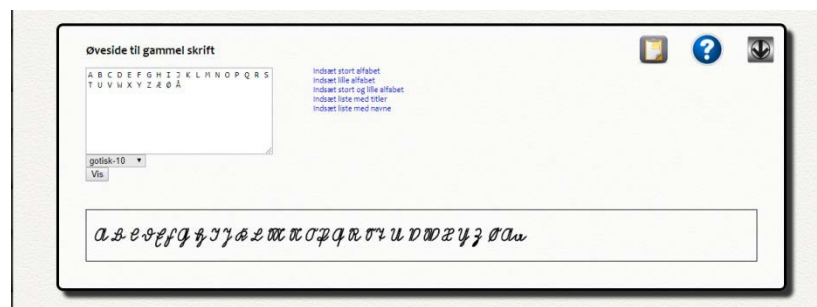 Øveside til gammel skrift
A B C D E F G H I J K L M N O P Q R S
T U V W X Y Z Æ Ø Å
Indsæt stort alfabet
Indsæt lille alfabet
Indsæt stort og lille alfabet
Indsæt liste med titler
Indsæt liste med navne
gotisk-10
Vis